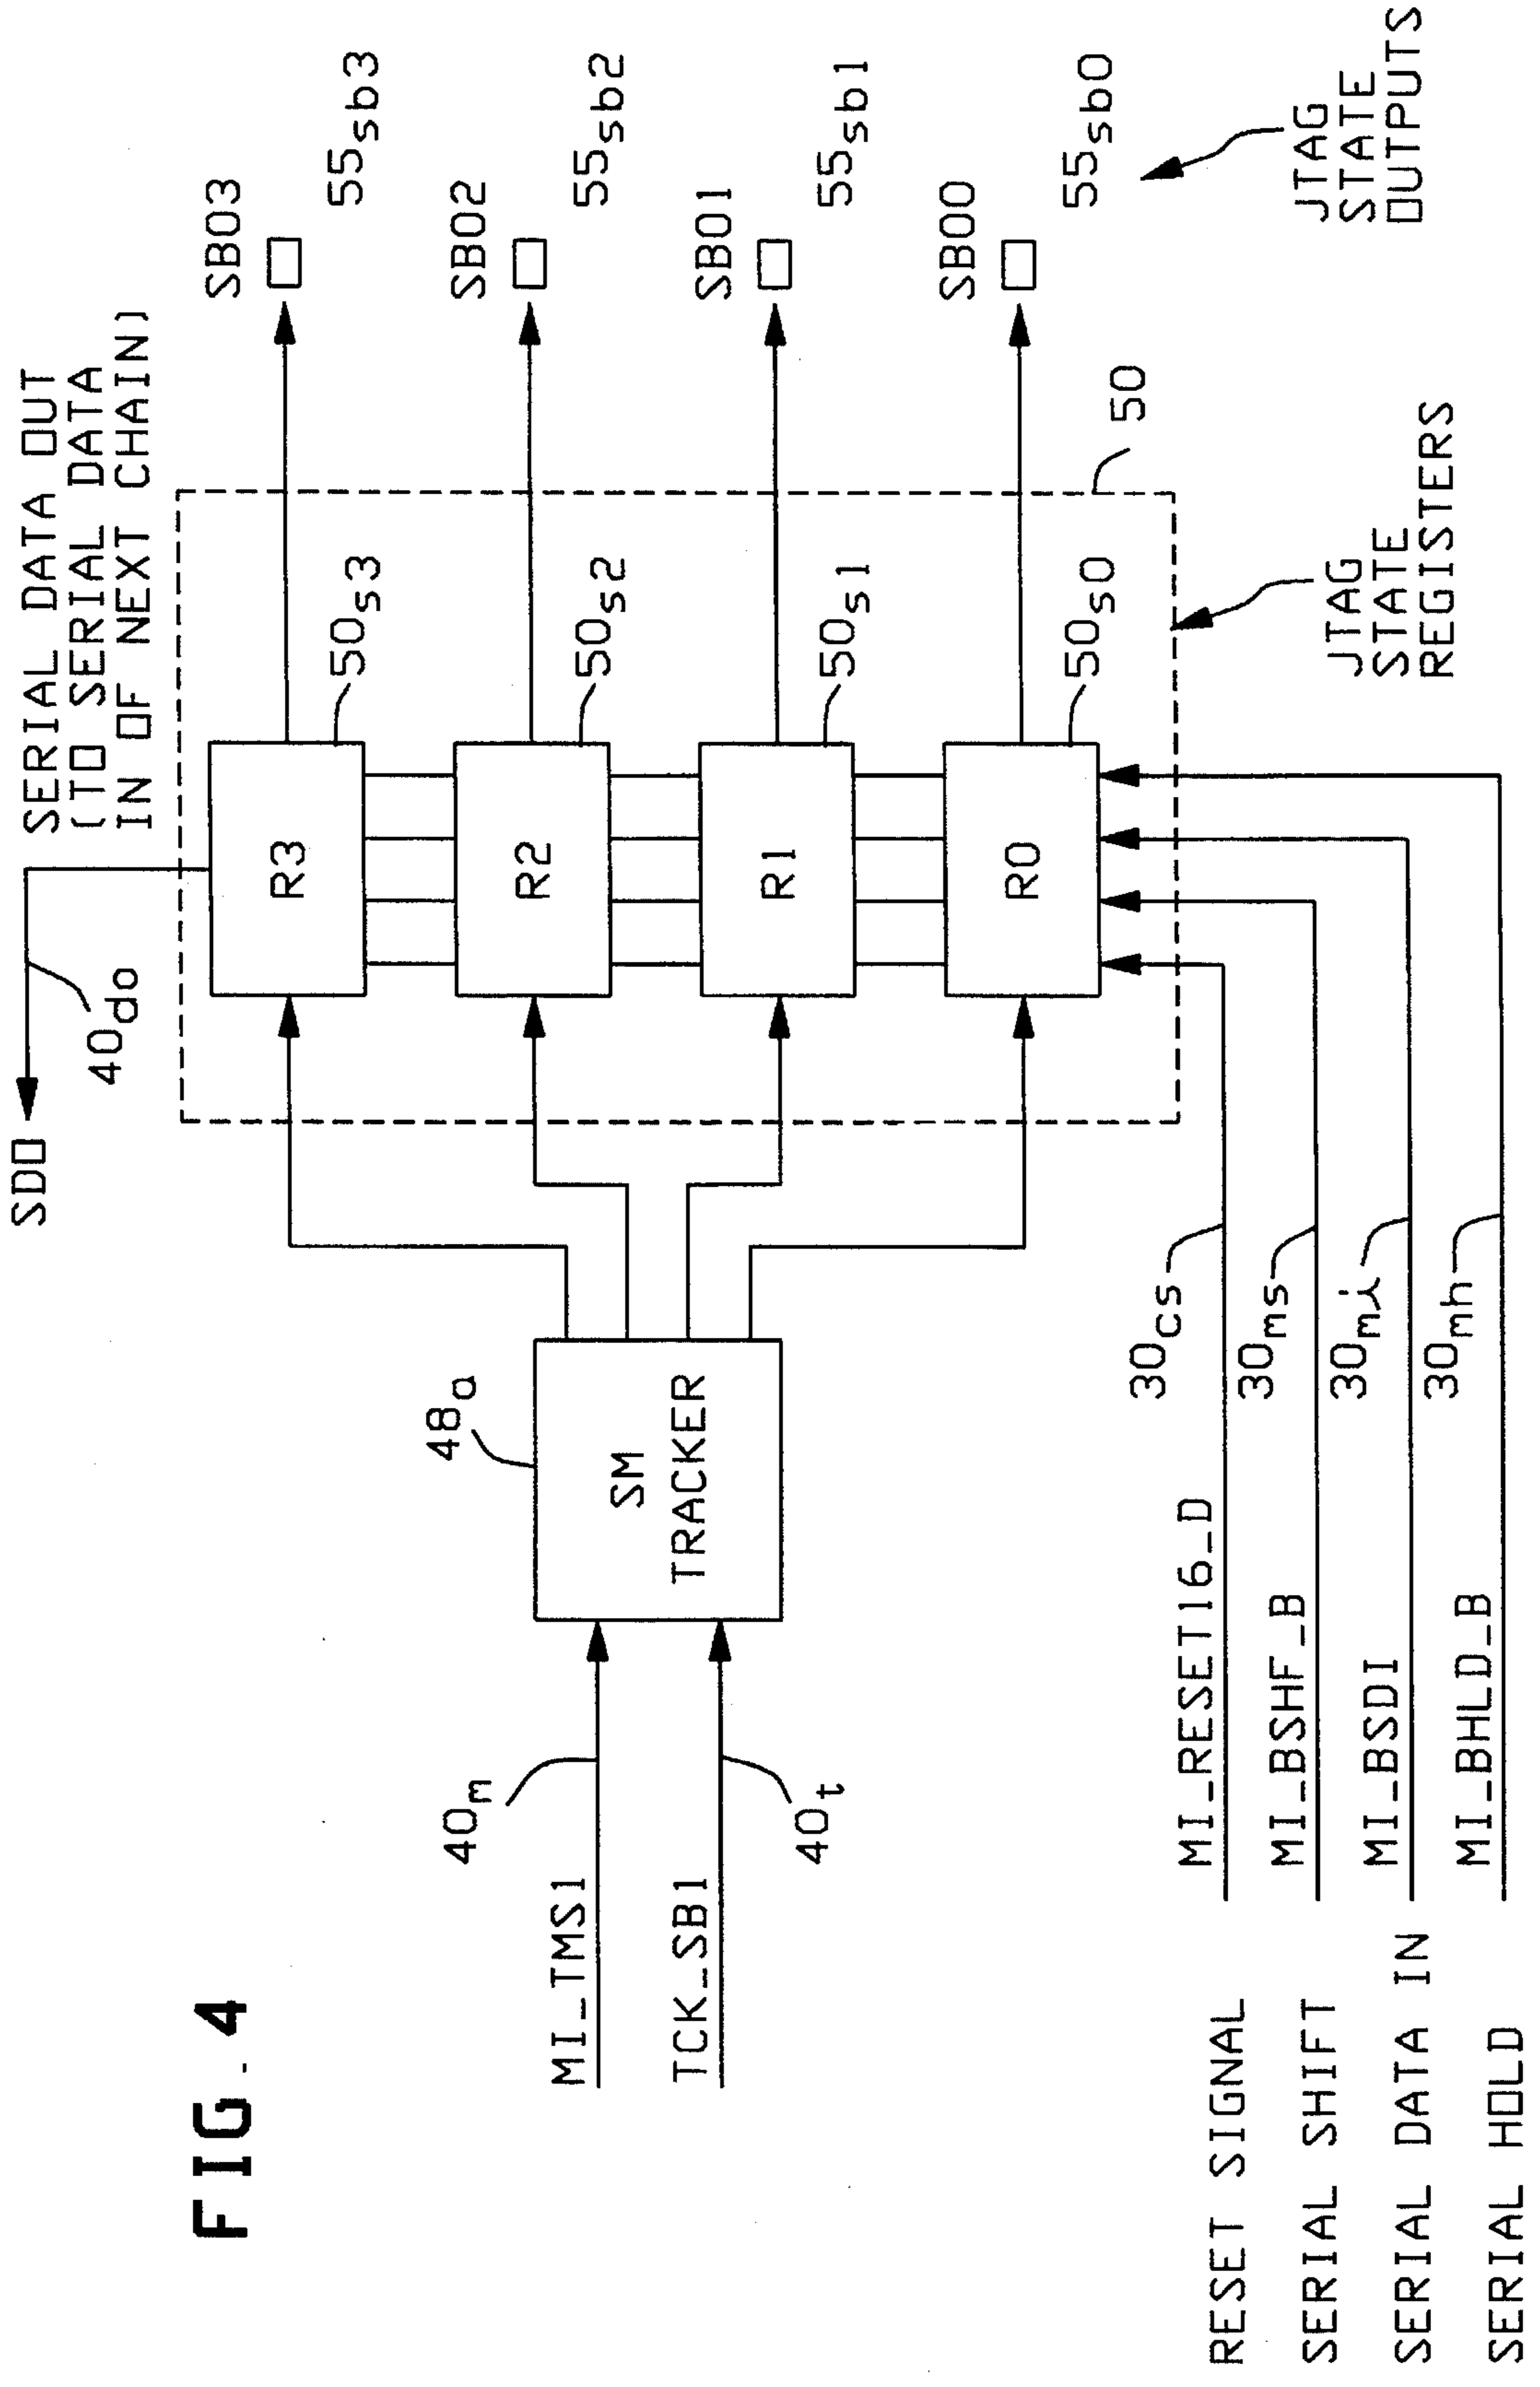 FIG. 4
SDO
40do
SERIAL DATA OUT
(TO SERIAL DATA
IN OF NEXT CHAIN)
MI_TMS1
40m
TCK_SB1
40t
48a
SM
TRACKER
R3
50s3
SB03
55sb3
R2
50s2
SB02
55sb2
R1
50s1
SB01
55sb1
R0
50s0
SB00
55sb0
50
JTAG
STATE
REGISTERS
JTAG
STATE
OUTPUTS
RESET SIGNAL MI_RESET16_D 30cs
SERIAL SHIFT MI_BSHF_B 30ms
SERIAL DATA IN MI_BSDI 30mi
SERIAL HOLD MI_BHLD_B 30mh